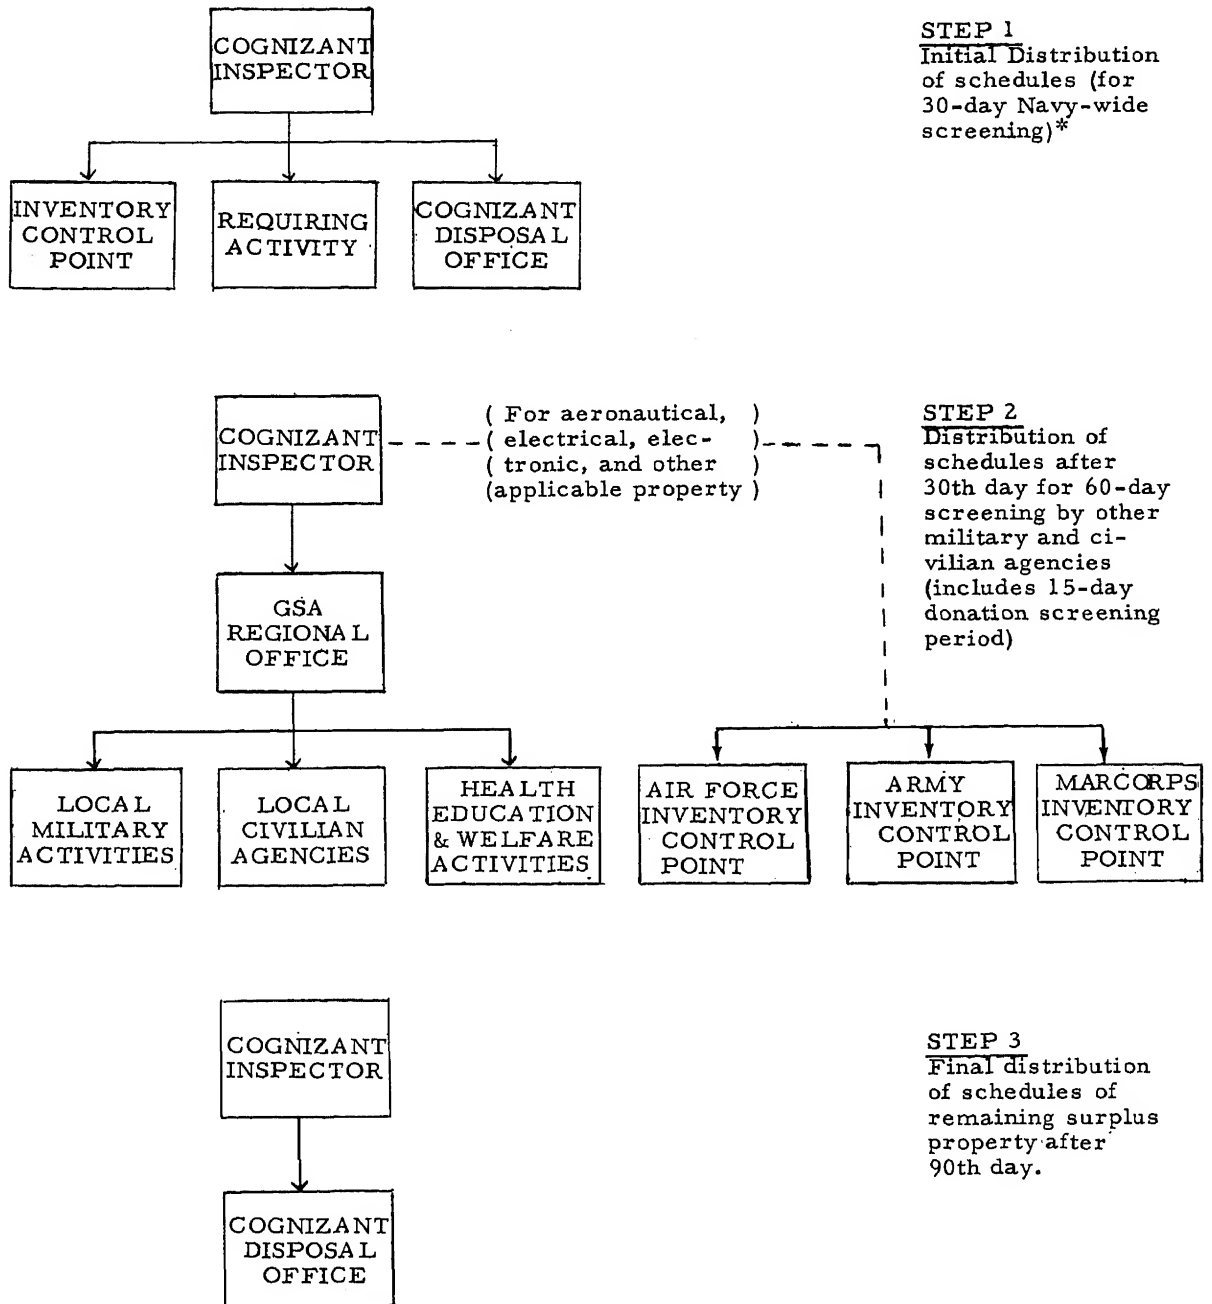 COGNIZANT
INSPECTOR
INVENTORY
CONTROL
POINT
REQUIRING
ACTIVITY
COGNIZANT
DISPOSAL
OFFICE
STEP 1
Initial Distribution
of schedules (for
30-day Navy-wide
screening)*
COGNIZANT
INSPECTOR
( For aeronautical, )
( electrical, elec- )
( tronic, and other )
(applicable property )
STEP 2
Distribution of
schedules after
30th day for 60-day
screening by other
military and ci-
vilian agencies
(includes 15-day
donation screening
period)
GSA
REGIONAL
OFFICE
LOCAL
MILITARY
ACTIVITIES
LOCAL
CIVILIAN
AGENCIES
HEALTH
EDUCATION
& WELFARE
ACTIVITIES
AIR FORCE
INVENTORY
CONTROL
POINT
ARMY
INVENTORY
CONTROL
POINT
MARCORPS
INVENTORY
CONTROL
POINT
COGNIZANT
INSPECTOR
STEP 3
Final distribution
of schedules of
remaining surplus
property after
90th day.
COGNIZANT
DISPOSAL
OFFICE